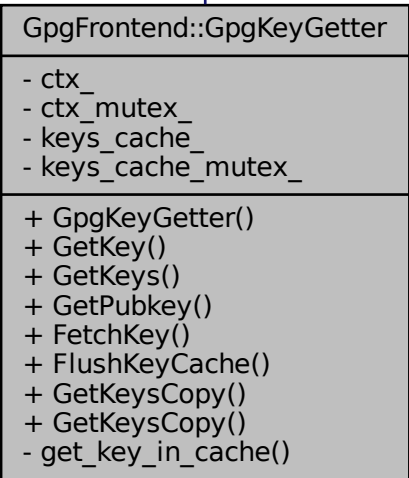 GpgFrontend::GpgKeyGetter
- ctx_
- ctx_mutex_
- keys_cache_
- keys_cache_mutex_
+ GpgKeyGetter()
+ GetKey()
+ GetKeys()
+ GetPubkey()
+ FetchKey()
+ FlushKeyCache()
+ GetKeysCopy()
+ GetKeysCopy()
- get_key_in_cache()